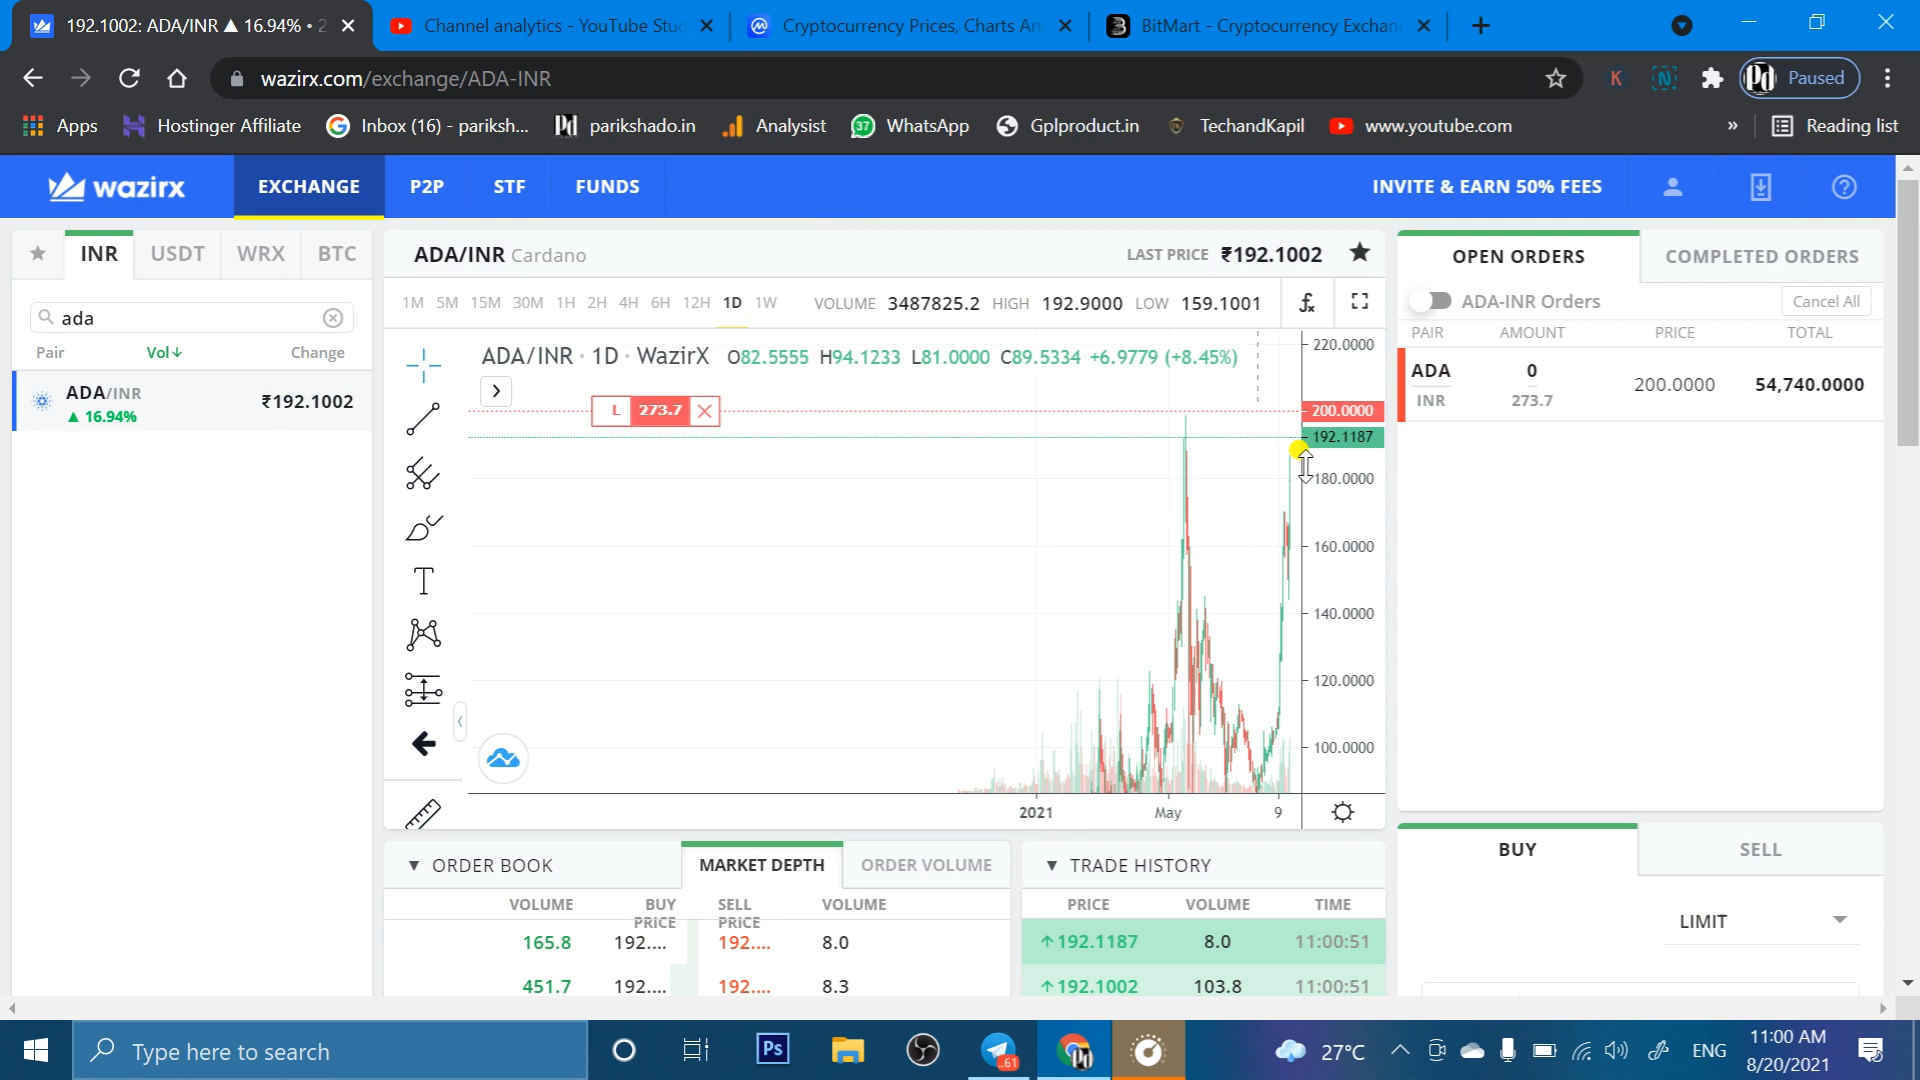 192.1002: ADA/INR ▲ 16.94% • 2
Channel analytics - YouTube Stu
Cryptocurrency Prices, Charts An
BitMart - Cryptocurrency Exchan
wazirx.com/exchange/ADA-INR
K N Pd Paused
Apps
Hostinger Affiliate
Inbox (16) - pariksh...
parikshado.in
Analysist
37 WhatsApp
Gplproduct.in
TechandKapil
www.youtube.com
»
Reading list
wazirx
EXCHANGE
P2P
STF
FUNDS
INVITE & EARN 50% FEES
INR USDT WRX BTC
ada
Pair Vol↓ Change
ADA/INR ₹192.1002
▲ 16.94%
ADA/INR Cardano
LAST PRICE ₹192.1002
1M 5M 15M 30M 1H 2H 4H 6H 12H 1D 1W
VOLUME 3487825.2 HIGH 192.9000 LOW 159.1001
ADA/INR · 1D · WazirX O82.5555 H94.1233 L81.0000 C89.5334 +6.9779 (+8.45%)
L 273.7
220.0000
200.0000
192.1187
180.0000
160.0000
140.0000
120.0000
100.0000
2021 May 9
OPEN ORDERS COMPLETED ORDERS
ADA-INR Orders Cancel All
PAIR AMOUNT PRICE TOTAL
ADA 0 200.0000 54,740.0000
INR 273.7
▼ ORDER BOOK
MARKET DEPTH
ORDER VOLUME
VOLUME BUY PRICE SELL PRICE VOLUME
165.8 192.... 192.... 8.0
451.7 192.... 192.... 8.3
▼ TRADE HISTORY
PRICE VOLUME TIME
↑192.1187 8.0 11:00:51
↑192.1002 103.8 11:00:51
BUY SELL
LIMIT
Type here to search
Ps
61
27°C
ENG
11:00 AM
8/20/2021